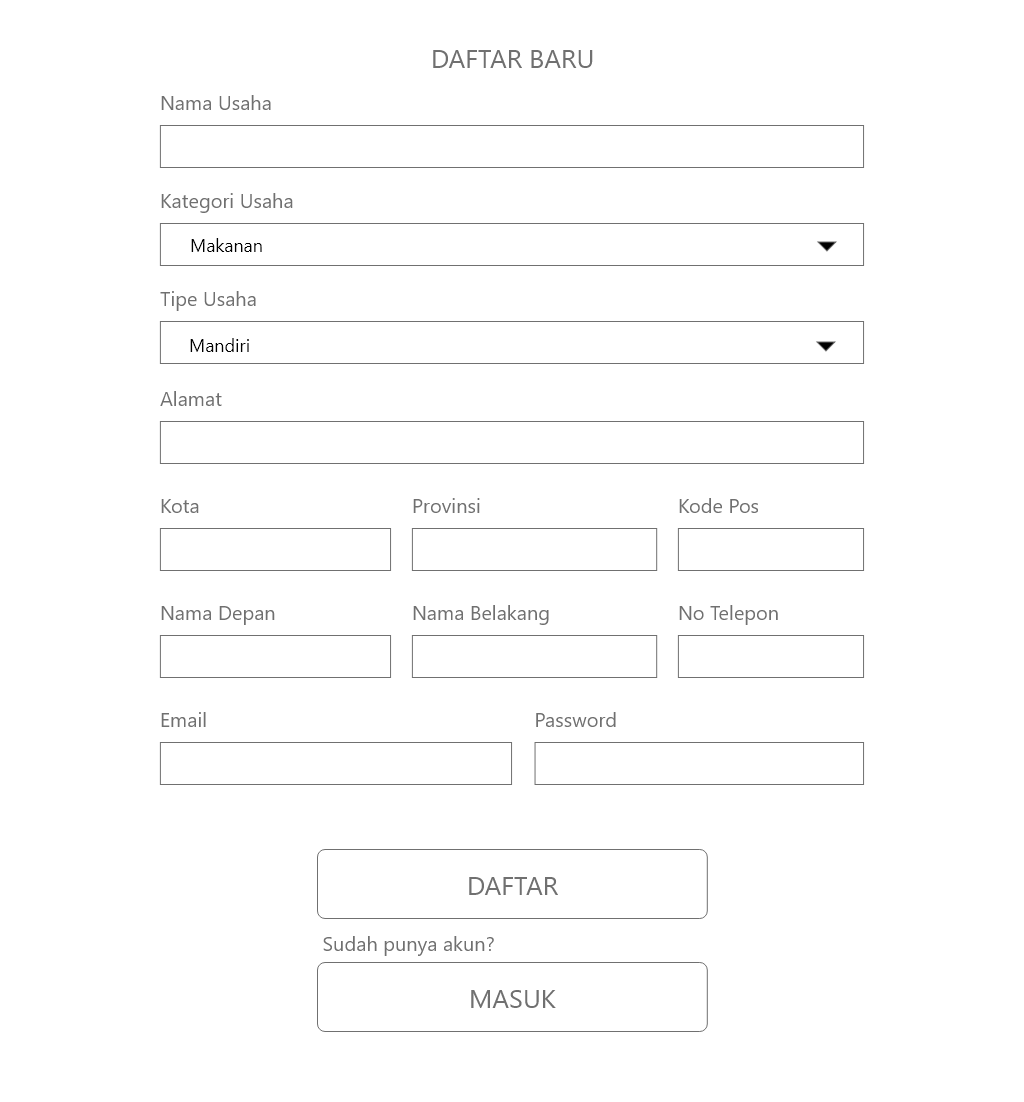 DAFTAR BARU
Nama Usaha
Kategori Usaha
Makanan
Tipe Usaha
Mandiri
Alamat
Kota Provinsi Kode Pos
Nama Depan Nama Belakang No Telepon
Email Password
DAFTAR
Sudah punya akun?
MASUK